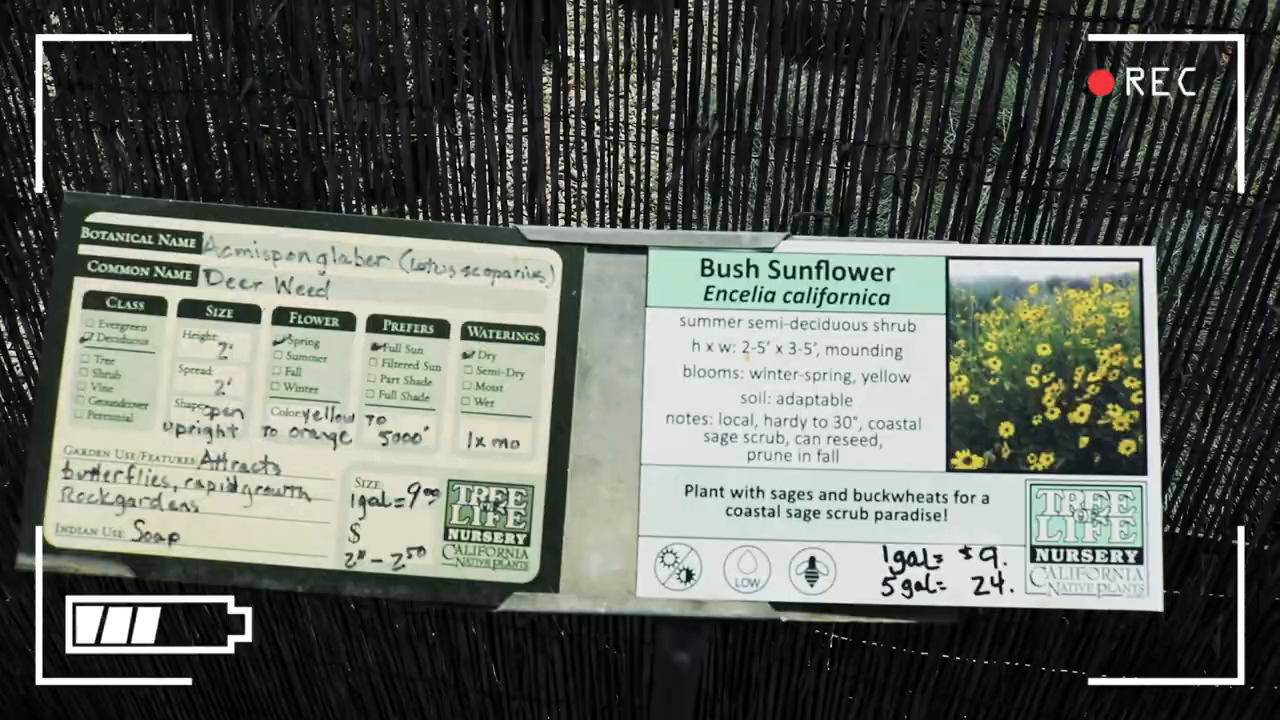 REC
BOTANICAL NAME Acmispon glaber (Lotus scoparius)
COMMON NAME Deer Weed
CLASS
Evergreen
Deciduous
Tree
Shrub
Vine
Groundcover
Perennial
SIZE
Height:
Spread:
2'
Shape: open
upright
FLOWER
Spring
Summer
Fall
Winter
Color: yellow
to orange
PREFERS
Full Sun
Filtered Sun
Part Shade
Full Shade
TO
5000'
WATERINGS
Dry
Semi-Dry
Moist
Wet
1x mo
GARDEN USE/FEATURES: Attracts
butterflies, rapid growth
Rockgardens
INDIAN USE: Soap
SIZE:
1gal = 9.00
$
2" - 2.50
TREE
OF
LIFE
NURSERY
CALIFORNIA
NATIVE PLANTS
Bush Sunflower
Encelia californica
summer semi-deciduous shrub
h x w: 2-5' x 3-5', mounding
blooms: winter-spring, yellow
soil: adaptable
notes: local, hardy to 30°, coastal
sage scrub, can reseed,
prune in fall
Plant with sages and buckwheats for a
coastal sage scrub paradise!
LOW
1gal = $9.
5gal = 24.
TREE
OF
LIFE
NURSERY
CALIFORNIA
NATIVE PLANTS